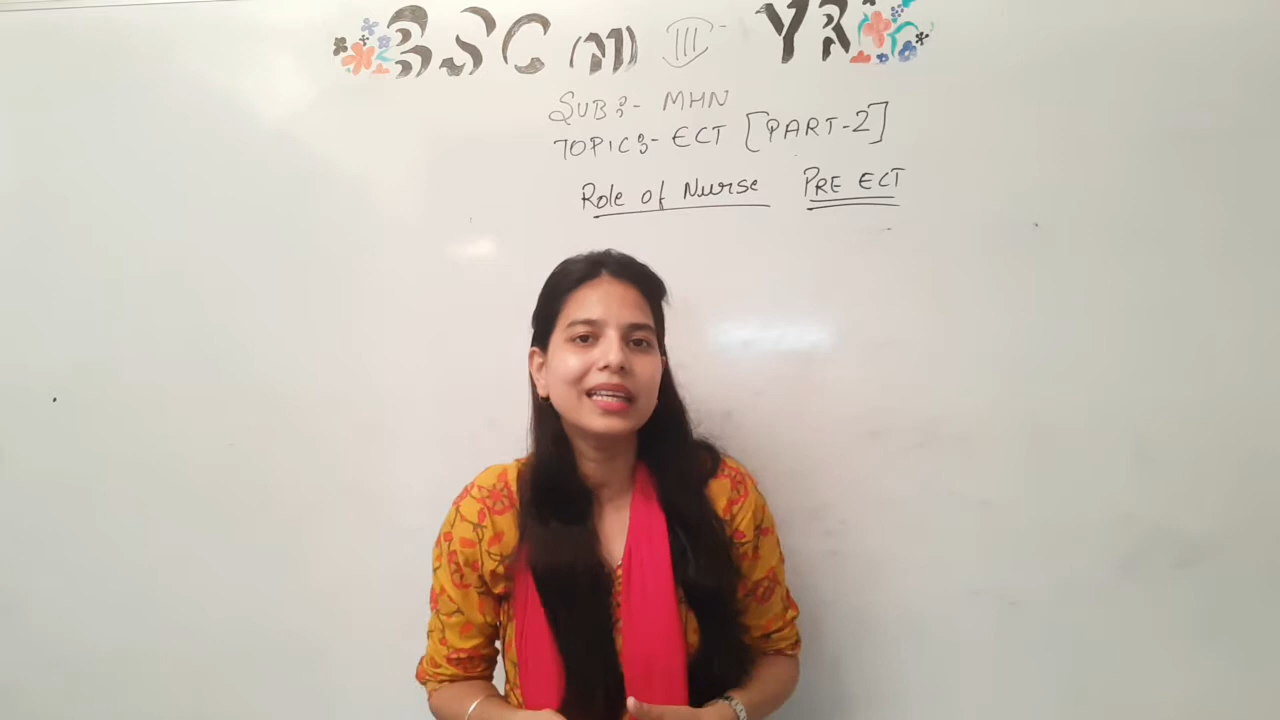 BSC (N) III YR
SUB:- MHN
TOPIC:- ECT [PART-2]
Role of Nurse PRE ECT